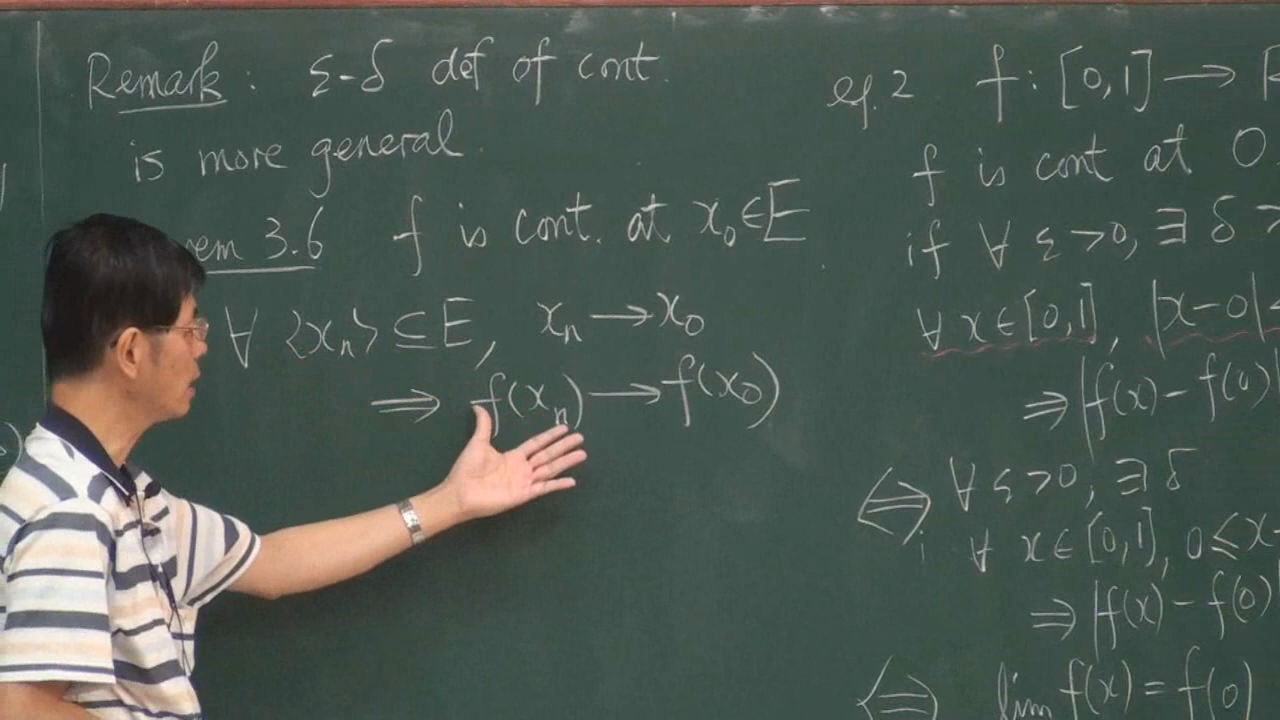 Remark : ε-δ def of cont.
is more general.
em 3.6 f is cont. at x₀∈E
∀ <xₙ> ⊆ E, xₙ → x₀
⇒ f(xₙ) → f(x₀)
eg. 2 f : [0,1] →
f is cont at 0
if ∀ ε >0, ∃ δ >
∀ x∈[0,1], |x-0|<
⇒ |f(x) - f(0)|
⇔ ∀ ε >0, ∃ δ
∀ x∈[0,1], 0≤x-
⇒ |f(x) - f(0)
⇔ lim f(x) = f(0)